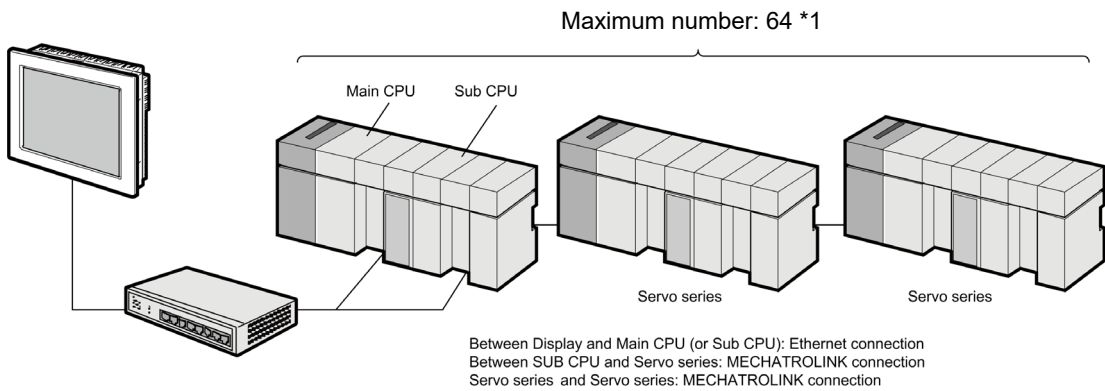 Maximum number: 64 *1
Main CPU
Sub CPU
Servo series
Servo series
Between Display and Main CPU (or Sub CPU): Ethernet connection
Between SUB CPU and Servo series: MECHATROLINK connection
Servo series and Servo series: MECHATROLINK connection